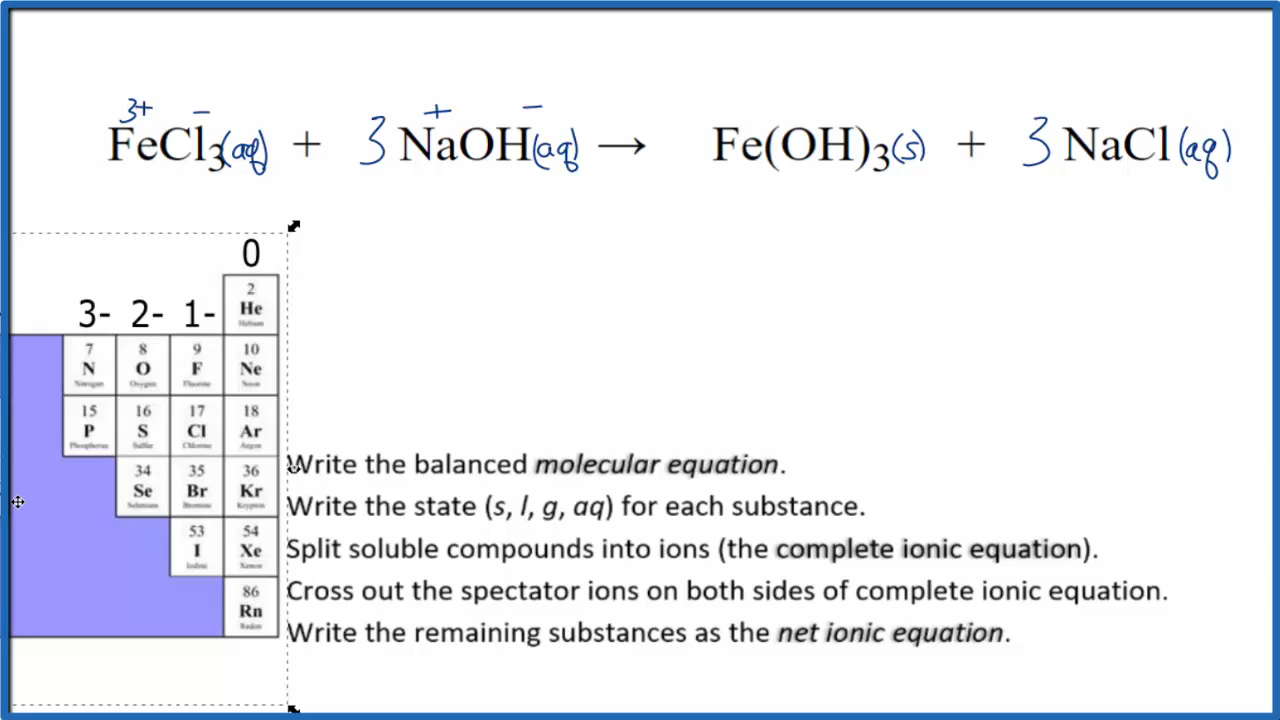 3+ − + −
FeCl₃(aq) + 3 NaOH(aq) → Fe(OH)₃(s) + 3 NaCl(aq)
0
3- 2- 1-
2
He
Helium
7 8 9 10
N O F Ne
Nitrogen Oxygen Fluorine Neon
15 16 17 18
P S Cl Ar
Phosphorus Sulfur Chlorine Argon
34 35 36
Se Br Kr
Selenium Bromine Krypton
53 54
I Xe
Iodine Xenon
86
Rn
Radon
Write the balanced molecular equation.
Write the state (s, l, g, aq) for each substance.
Split soluble compounds into ions (the complete ionic equation).
Cross out the spectator ions on both sides of complete ionic equation.
Write the remaining substances as the net ionic equation.